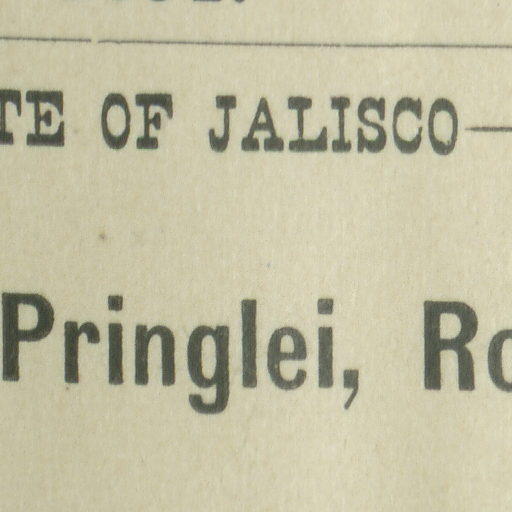 TE OF JALISCO—
Pringlei, Ro